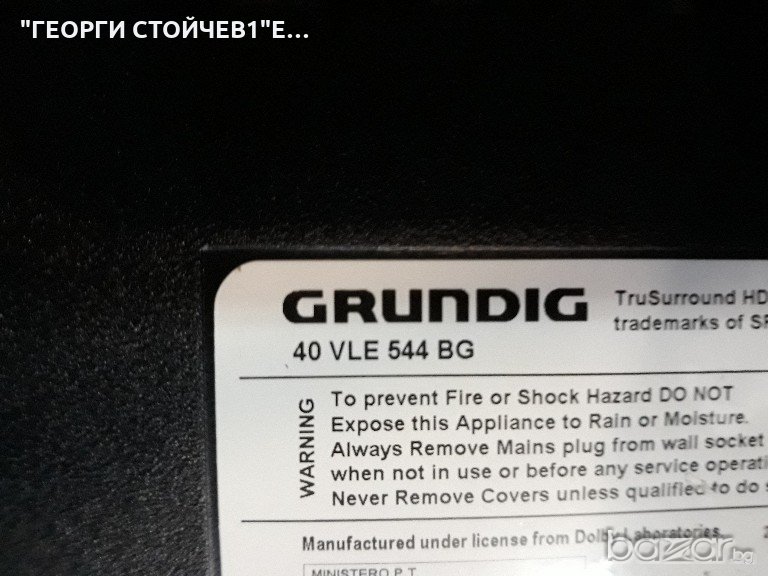 "ГЕОРГИ СТОЙЧЕВ1"Е...
GRUNDIG
TruSurround HD
trademarks of
40 VLE 544 BG
WARNING
To prevent Fire or Shock Hazard DO NOT
Expose this Appliance to Rain or Moisture.
Always Remove Mains plug from wall socket
when not in use or before any service
Never Remove Covers unless qualified to do
Manufactured under license from Dolby Laboratories.
MINISTERO P.T.
bazar.bg